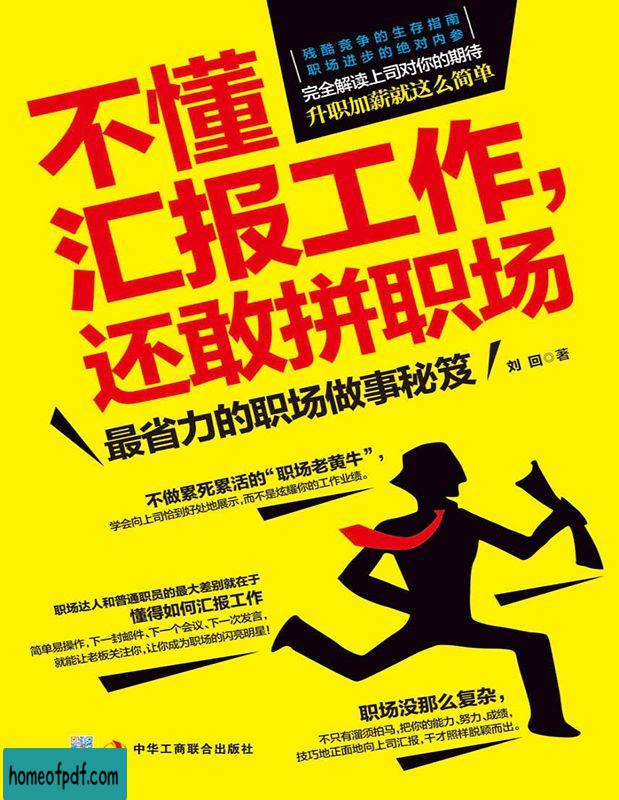 残酷竞争的生存指南
职场进步的绝对内参
完全解读上司对你的期待
升职加薪就这么简单
不懂
汇报工作,
还敢拼职场
最省力的职场做事秘笈
刘 回◎著
不做累死累活的“职场老黄牛”，
学会向上司恰到好处地展示,而不是炫耀你的工作业绩。
职场达人和普通职员的最大差别就在于
懂得如何汇报工作
简单易操作,下一封邮件、下一个会议、下一次发言,
就能让老板关注你,让你成为职场的闪亮明星!
职场没那么复杂，
不只有溜须拍马,把你的能力、努力、成绩,
技巧地正面地向上司汇报,干才照样脱颖而出。
中华工商联合出版社
homeofpdf.com